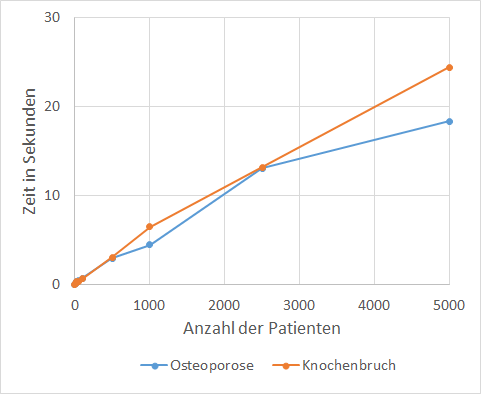 30
20
10
0
Zeit in Sekunden
0 1000 2000 3000 4000 5000
Anzahl der Patienten
Osteoporose Knochenbruch